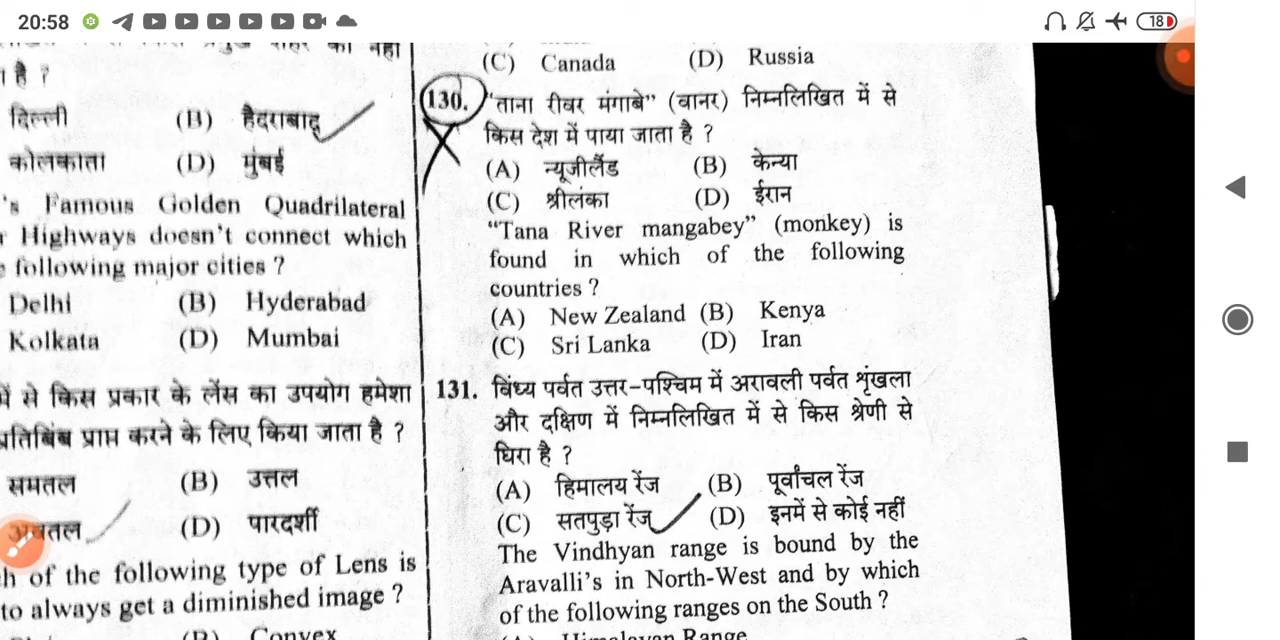 20:58
18
है ?
दिल्ली (B) हैदराबाद
कोलकाता (D) मुंबई
's Famous Golden Quadrilateral
Highways doesn't connect which
following major cities ?
Delhi (B) Hyderabad
Kolkata (D) Mumbai
में से किस प्रकार के लेंस का उपयोग हमेशा
प्रतिबिंब प्राप्त करने के लिए किया जाता है ?
समतल (B) उत्तल
अवतल (D) पारदर्शी
of the following type of Lens is
to always get a diminished image ?
(B) Convex
(C) Canada (D) Russia
130. "ताना रीवर मंगाबे" (वानर) निम्नलिखित में से
किस देश में पाया जाता है ?
(A) न्यूजीलैंड (B) केन्या
(C) श्रीलंका (D) ईरान
"Tana River mangabey" (monkey) is
found in which of the following
countries ?
(A) New Zealand (B) Kenya
(C) Sri Lanka (D) Iran
131. विंध्य पर्वत उत्तर-पश्चिम में अरावली पर्वत शृंखला
और दक्षिण में निम्नलिखित में से किस श्रेणी से
घिरा है ?
(A) हिमालय रेंज (B) पूर्वांचल रेंज
(C) सतपुड़ा रेंज (D) इनमें से कोई नहीं
The Vindhyan range is bound by the
Aravalli's in North-West and by which
of the following ranges on the South ?
Himalayan Range